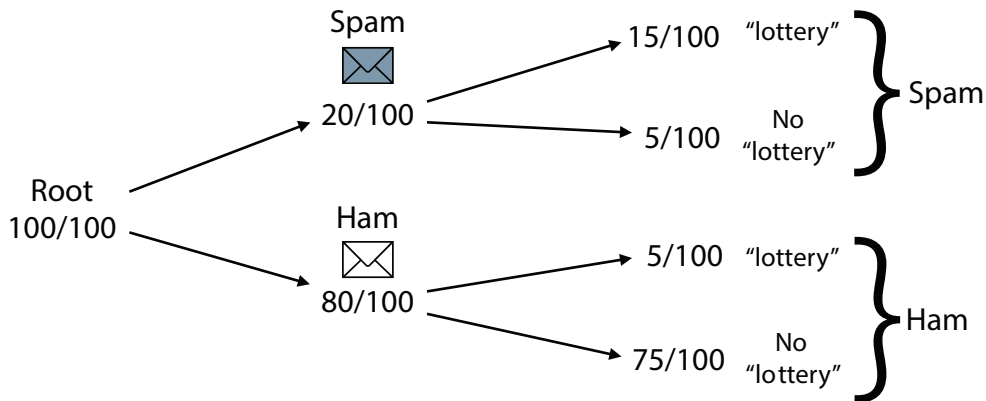 Spam
20/100
15/100 “lottery”
5/100 No “lottery”
Spam
Root
100/100
Ham
80/100
5/100 “lottery”
75/100 No “lottery”
Ham